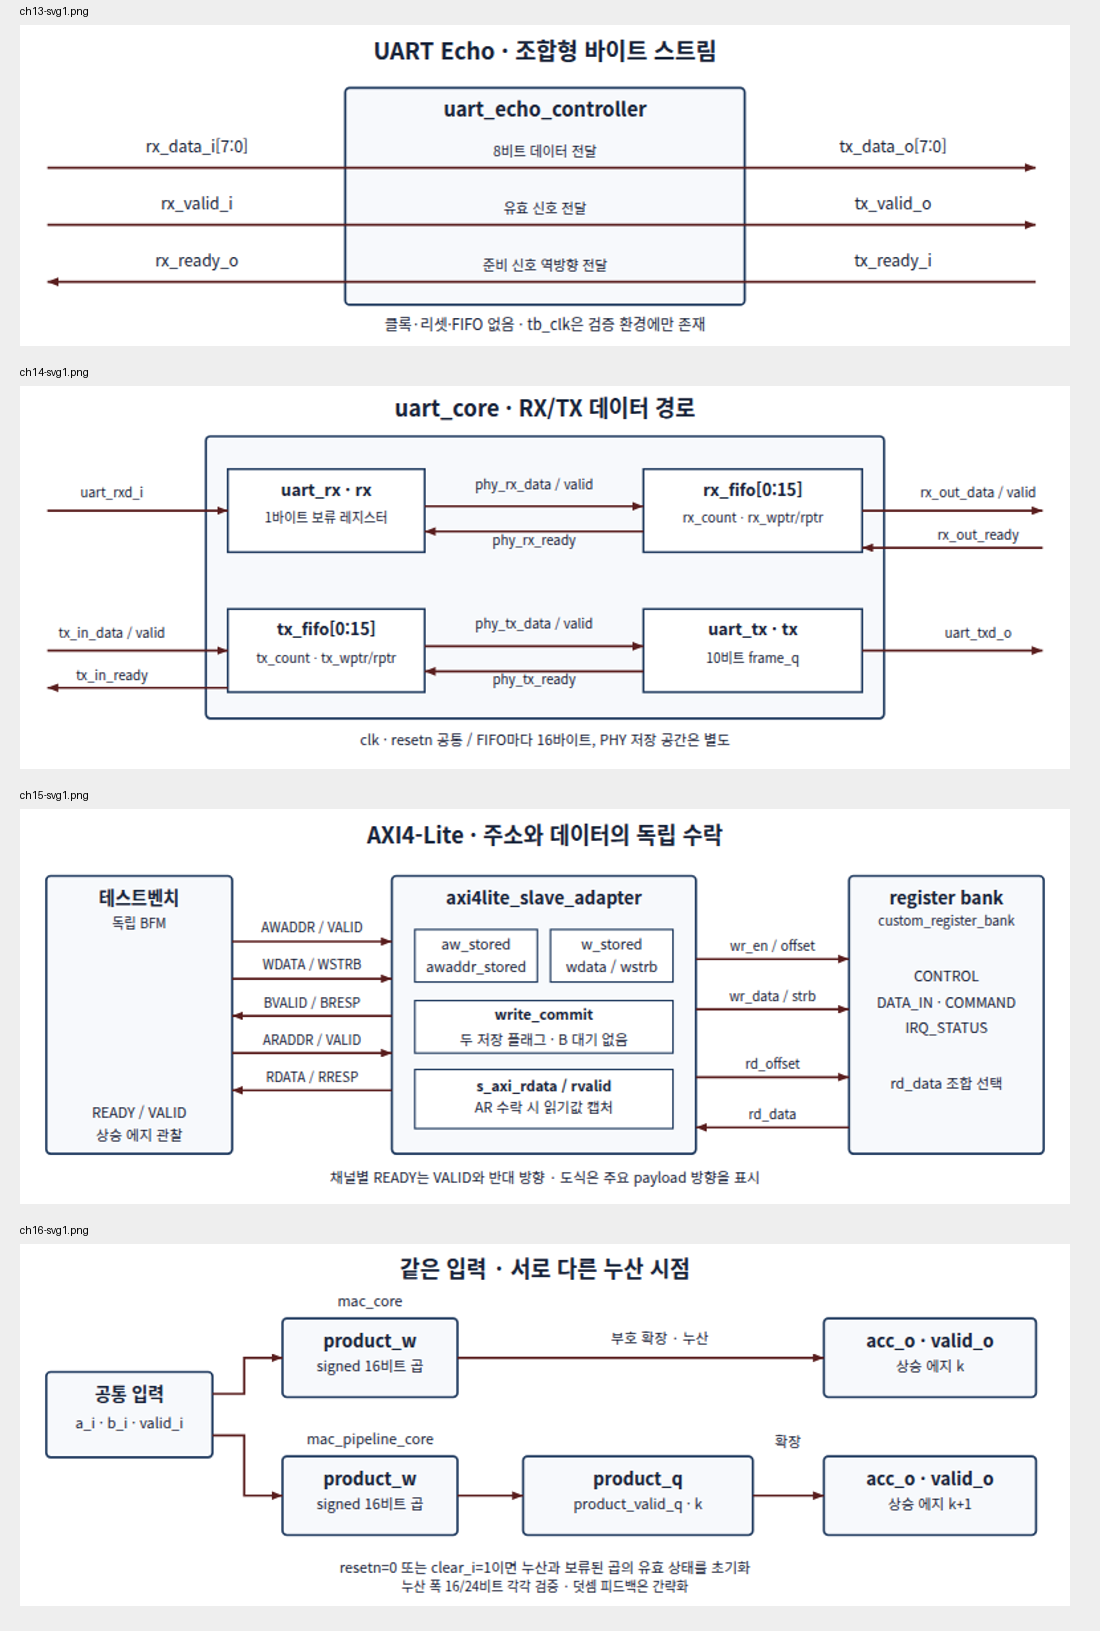 ch13-svg1.png
UART Echo · 조합형 바이트 스트림
uart_echo_controller
rx_data_i[7:0]
8비트 데이터 전달
tx_data_o[7:0]
rx_valid_i
유효 신호 전달
tx_valid_o
rx_ready_o
준비 신호 역방향 전달
tx_ready_i
클록·리셋·FIFO 없음 · tb_clk은 검증 환경에만 존재
ch14-svg1.png
uart_core · RX/TX 데이터 경로
uart_rxd_i
uart_rx · rx
1바이트 보류 레지스터
phy_rx_data / valid
phy_rx_ready
rx_fifo[0:15]
rx_count · rx_wptr/rptr
rx_out_data / valid
rx_out_ready
tx_in_data / valid
tx_in_ready
tx_fifo[0:15]
tx_count · tx_wptr/rptr
phy_tx_data / valid
phy_tx_ready
uart_tx · tx
10비트 frame_q
uart_txd_o
clk · resetn 공통 / FIFO마다 16바이트, PHY 저장 공간은 별도
ch15-svg1.png
AXI4-Lite · 주소와 데이터의 독립 수락
테스트벤치
독립 BFM
READY / VALID
상승 에지 관찰
AWADDR / VALID
WDATA / WSTRB
BVALID / BRESP
ARADDR / VALID
RDATA / RRESP
axi4lite_slave_adapter
aw_stored
awaddr_stored
w_stored
wdata / wstrb
write_commit
두 저장 플래그 · B 대기 없음
s_axi_rdata / rvalid
AR 수락 시 읽기값 캡처
wr_en / offset
wr_data / strb
rd_offset
rd_data
register bank
custom_register_bank
CONTROL
DATA_IN · COMMAND
IRQ_STATUS
rd_data 조합 선택
채널별 READY는 VALID와 반대 방향 · 도식은 주요 payload 방향을 표시
ch16-svg1.png
같은 입력 · 서로 다른 누산 시점
공통 입력
a_i · b_i · valid_i
mac_core
product_w
signed 16비트 곱
부호 확장 · 누산
acc_o · valid_o
상승 에지 k
mac_pipeline_core
product_w
signed 16비트 곱
product_q
product_valid_q · k
확장
acc_o · valid_o
상승 에지 k+1
resetn=0 또는 clear_i=1이면 누산과 보류된 곱의 유효 상태를 초기화
누산 폭 16/24비트 각각 검증 · 덧셈 피드백은 간략화